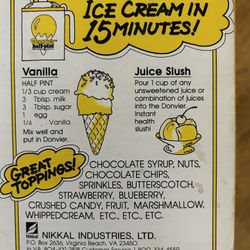 ICE CREAM IN
15 MINUTES!
half-pint
Vanilla
HALF PINT
1/3 cup cream
3 Tblsp. milk
3 Tblsp. sugar
1 egg
1/4 Vanilla
Mix well and
put in Donvier.
Juice Slush
Pour 1 cup of any
unsweetened juice or
combination of juices
into the Donvier.
Instant
health
slush!
GREAT
TOPPINGS!
CHOCOLATE SYRUP, NUTS,
CHOCOLATE CHIPS,
SPRINKLES, BUTTERSCOTCH,
STRAWBERRY, BLUEBERRY,
CRUSHED CANDY, FRUIT, MARSHMALLOW,
WHIPPEDCREAM, ETC., ETC., ETC.
Nikkal
NIKKAL INDUSTRIES, LTD.
P.O. Box 2636, Virginia Beach, VA 23450